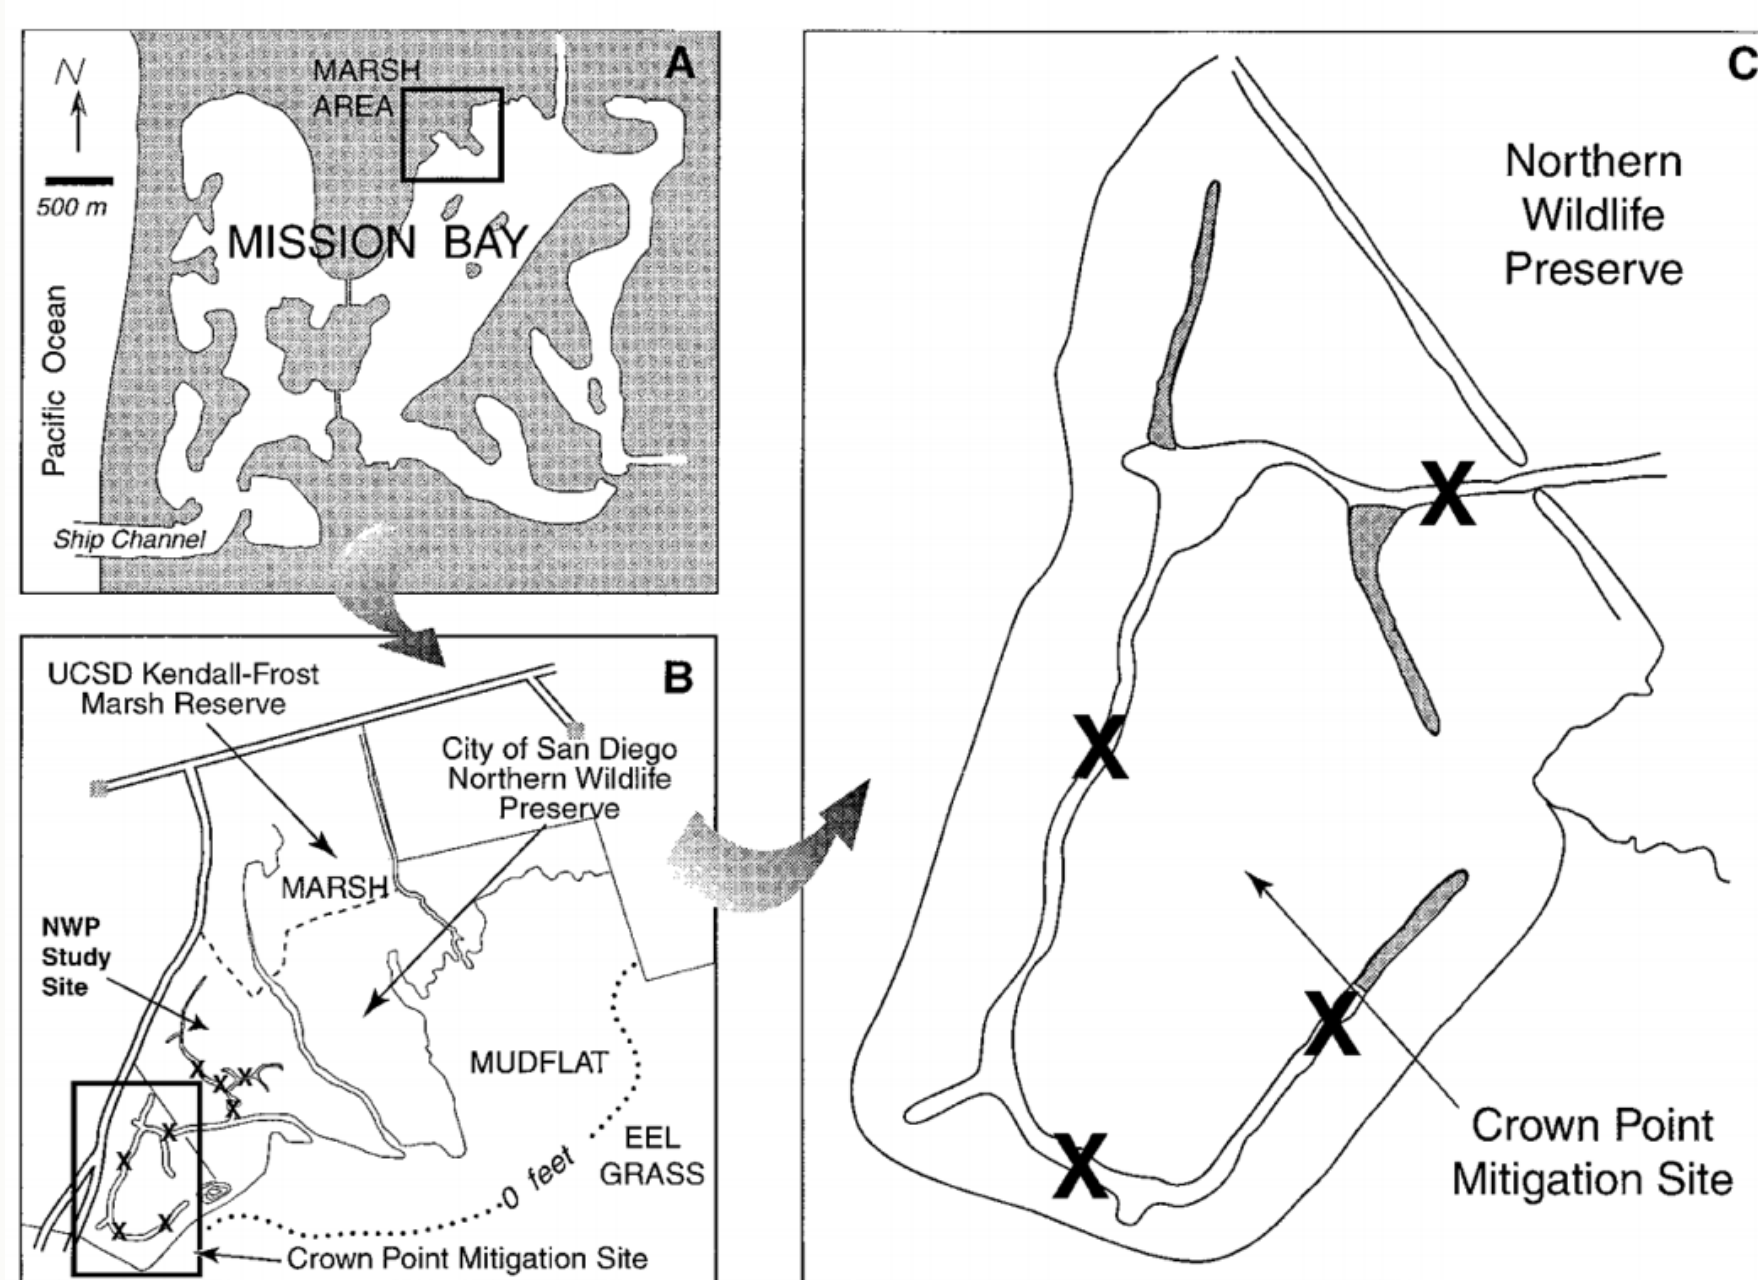 A
N
500 m
MARSH
AREA
MISSION BAY
Pacific Ocean
Ship Channel
B
UCSD Kendall-Frost
Marsh Reserve
City of San Diego
Northern Wildlife
Preserve
MARSH
NWP
Study
Site
MUDFLAT
EEL
GRASS
0 feet
X
X
X
X
X
X
X
X
Crown Point Mitigation Site
C
Northern
Wildlife
Preserve
X
X
X
X
Crown Point
Mitigation Site